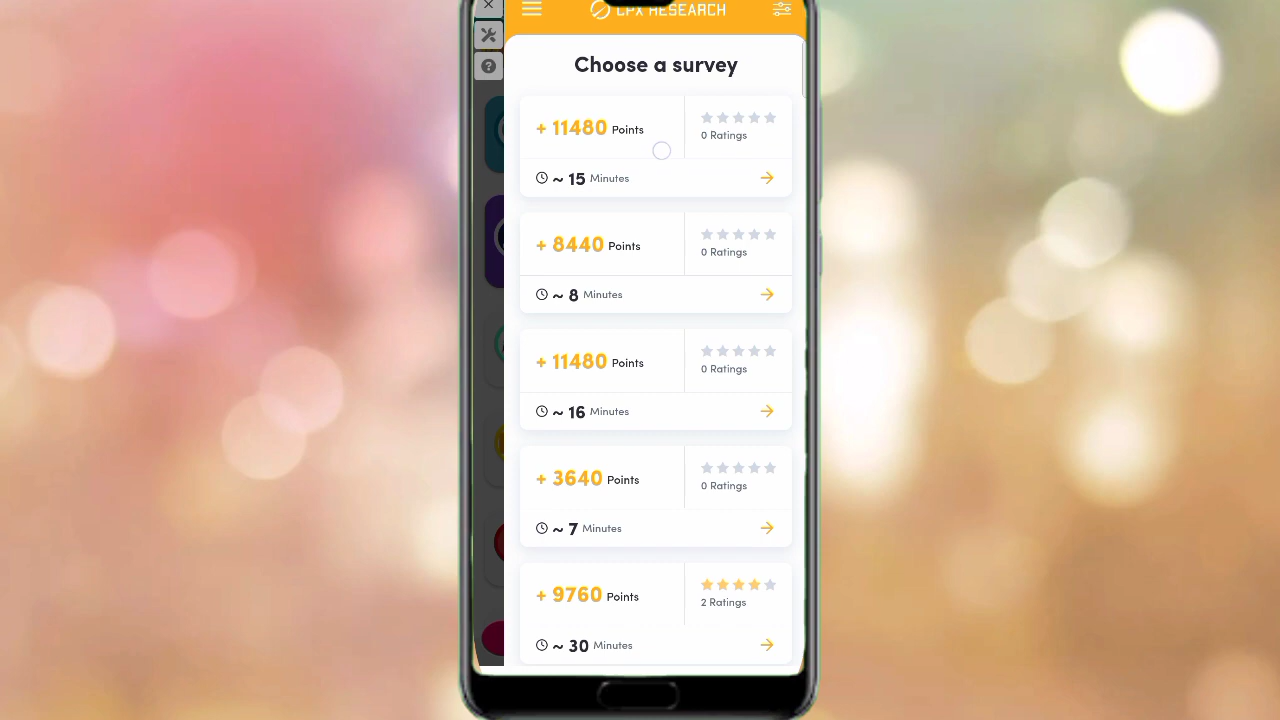 CPX RESEARCH
Choose a survey
+ 11480 Points
0 Ratings
~ 15 Minutes
+ 8440 Points
0 Ratings
~ 8 Minutes
+ 11480 Points
0 Ratings
~ 16 Minutes
+ 3640 Points
0 Ratings
~ 7 Minutes
+ 9760 Points
2 Ratings
~ 30 Minutes